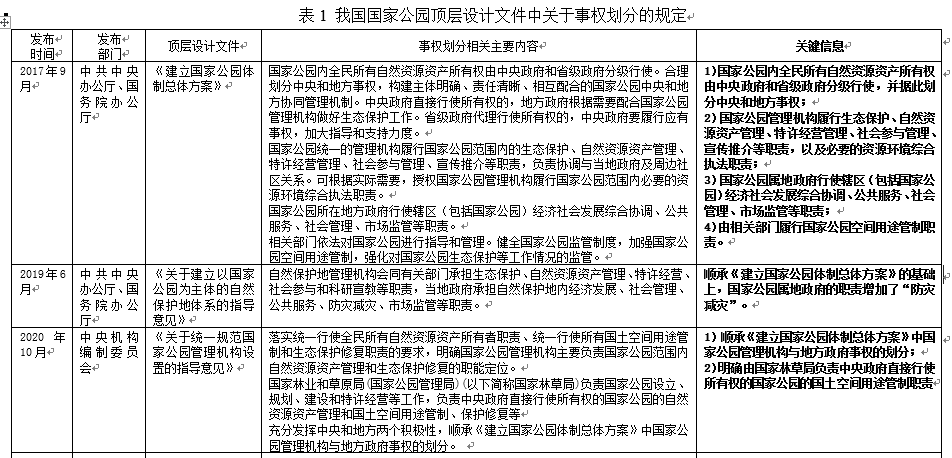 表 1 我国国家公园顶层设计文件中关于事权划分的规定
发布
时间
发布
部门
顶层设计文件
事权划分相关主要内容
关键信息
2017年9
月
中共中央
办公厅、国
务院办公
厅
《建立国家公园体
制总体方案》
国家公园内全民所有自然资源资产所有权由中央政府和省级政府分级行使。合理
划分中央和地方事权，构建主体明确、责任清晰、相互配合的国家公园中央和地
方协同管理机制。中央政府直接行使所有权的，地方政府根据需要配合国家公园
管理机构做好生态保护工作。省级政府代理行使所有权的，中央政府要履行应有
事权，加大指导和支持力度。
国家公园统一的管理机构履行国家公园范围内的生态保护、自然资源资产管理、
特许经营管理、社会参与管理、宣传推介等职责，负责协调与当地政府及周边社
区关系。可根据实际需要，授权国家公园管理机构履行国家公园范围内必要的资
源环境综合执法职责。
国家公园所在地方政府行使辖区（包括国家公园）经济社会发展综合协调、公共
服务、社会管理、市场监管等职责。
相关部门依法对国家公园进行指导和管理。健全国家公园监管制度，加强国家公
园空间用途管制，强化对国家公园生态保护等工作情况的监管。
1)国家公园内全民所有自然资源资产所有权
由中央政府和省级政府分级行使，并据此划
分中央和地方事权；
2）国家公园管理机构履行生态保护、自然资
源资产管理、特许经营管理、社会参与管理、
宣传推介等职责，以及必要的资源环境综合
执法职责；
3）国家公园属地政府行使辖区（包括国家公
园）经济社会发展综合协调、公共服务、社会
管理、市场监管等职责；
4)由相关部门履行国家公园空间用途管制职
责。
2019年6
月
中共中央
办公厅、国
务院办公
厅
《关于建立以国家
公园为主体的自然
保护地体系的指导
意见》
自然保护地管理机构会同有关部门承担生态保护、自然资源资产管理、特许经营、
社会参与和科研宣教等职责，当地政府承担自然保护地内经济发展、社会管理、
公共服务、防灾减灾、市场监管等职责。
顺承《建立国家公园体制总体方案》的基础
上，国家公园属地政府的职责增加了“防灾
减灾”。
2020 年
10月
中央机构
编制委员
会
《关于统一规范国
家公园管理机构设
置的指导意见》
落实统一行使全民所有自然资源资产所有者职责、统一行使所有国土空间用途管
制和生态保护修复职责的要求，明确国家公园管理机构主要负责国家公园范围内
自然资源资产管理和生态保护修复的职能定位。
国家林业和草原局(国家公园管理局)(以下简称国家林草局)负责国家公园设立、
规划、建设和特许经营等工作，负责中央政府直接行使所有权的国家公园的自然
资源资产管理和国土空间用途管制、保护修复等
充分发挥中央和地方两个积极性，顺承《建立国家公园体制总体方案》中国家公
园管理机构与地方政府事权的划分。
1）顺承《建立国家公园体制总体方案》中国
家公园管理机构与地方政府事权的划分；
2)明确由国家林草局负责中央政府直接行使
所有权的国家公园的国土空间用途管制职责